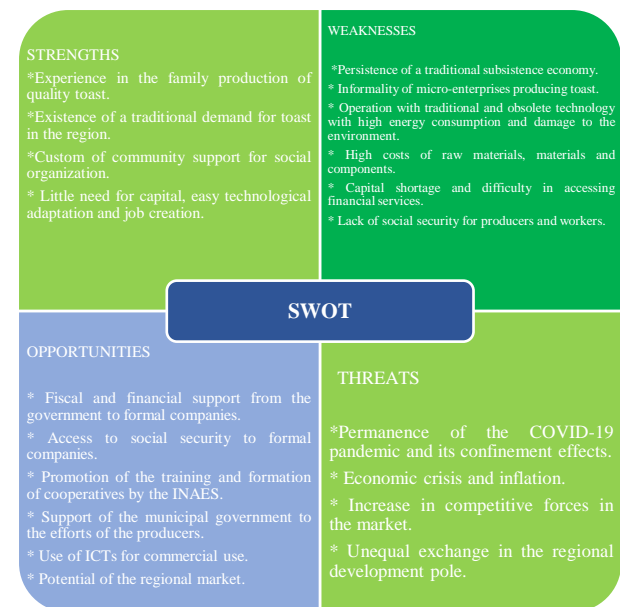 STRENGTHS
*Experience in the family production of
quality toast.
*Existence of a traditional demand for toast
in the region.
*Custom of community support for social
organization.
* Little need for capital, easy technological
adaptation and job creation.
WEAKNESSES
*Persistence of a traditional subsistence economy.
* Informality of micro-enterprises producing toast.
* Operation with traditional and obsolete technology
with high energy consumption and damage to the
environment.
* High costs of raw materials, materials and
components.
* Capital shortage and difficulty in accessing
financial services.
* Lack of social security for producers and workers.
SWOT
OPPORTUNITIES
* Fiscal and financial support from the
government to formal companies.
* Access to social security to formal
companies.
* Promotion of the training and formation
of cooperatives by the INAES.
* Support of the municipal government to
the efforts of the producers.
* Use of ICTs for commercial use.
* Potential of the regional market.
THREATS
*Permanence of the COVID-19
pandemic and its confinement effects.
* Economic crisis and inflation.
* Increase in competitive forces in
the market.
* Unequal exchange in the regional
development pole.